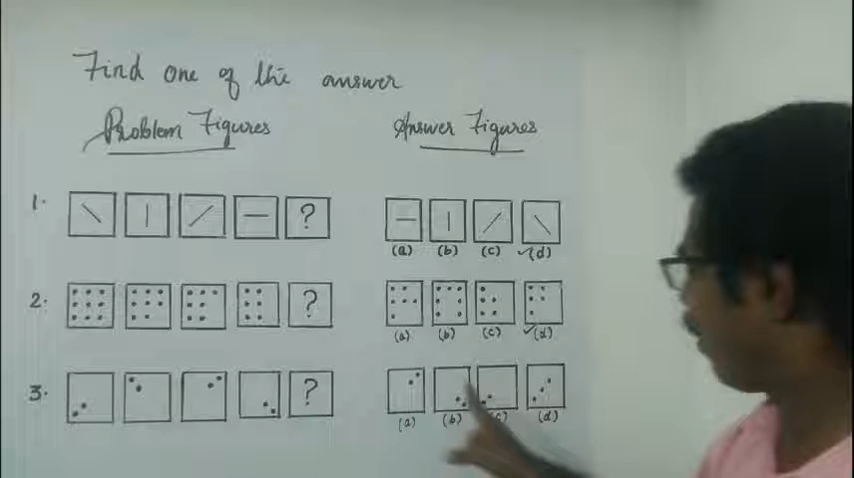 Find one of the answer
Problem Figures Answer Figures
1. ? (a) (b) (c) ✓(d)
2. ? (a) (b) (c) ✓(d)
3. ? (a) (b) (c) (d)